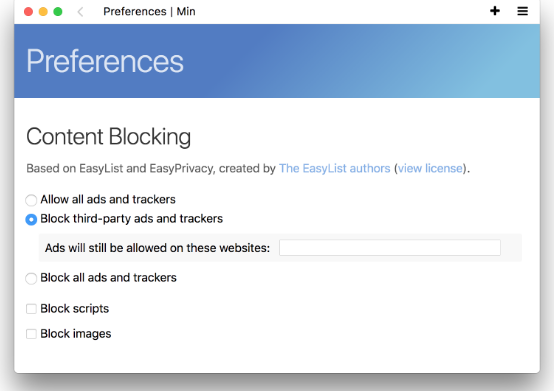 Preferences | Min
Preferences
Content Blocking
Based on EasyList and EasyPrivacy, created by The EasyList authors (view license).
Allow all ads and trackers
Block third-party ads and trackers
Ads will still be allowed on these websites:
Block all ads and trackers
Block scripts
Block images